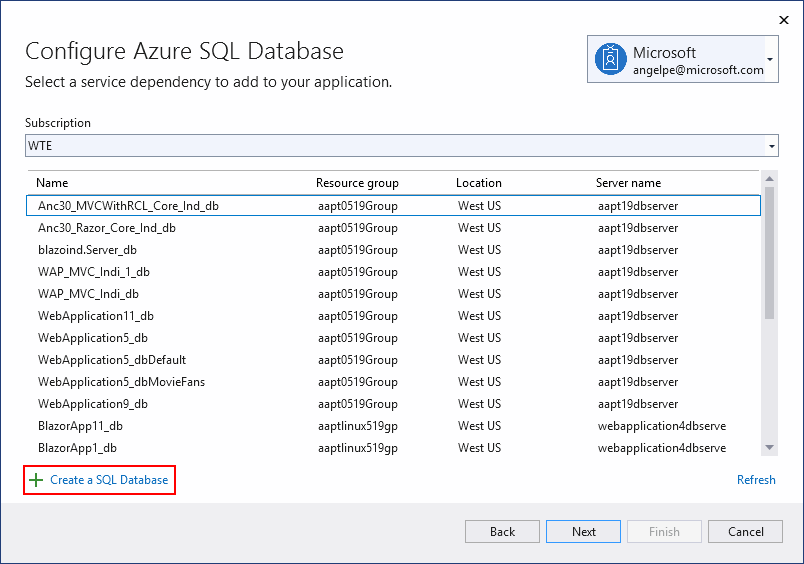 Configure Azure SQL Database
Select a service dependency to add to your application.
Microsoft
angelpe@microsoft.com
Subscription
WTE
Name Resource group Location Server name
Anc30_MVCWithRCL_Core_Ind_db aapt0519Group West US aapt19dbserver
Anc30_Razor_Core_Ind_db aapt0519Group West US aapt19dbserver
blazoind.Server_db aapt0519Group West US aapt19dbserver
WAP_MVC_Indi_1_db aapt0519Group West US aapt19dbserver
WAP_MVC_Indi_db aapt0519Group West US aapt19dbserver
WebApplication11_db aapt0519Group West US aapt19dbserver
WebApplication5_db aapt0519Group West US aapt19dbserver
WebApplication5_dbDefault aapt0519Group West US aapt19dbserver
WebApplication5_dbMovieFans aapt0519Group West US aapt19dbserver
WebApplication9_db aapt0519Group West US aapt19dbserver
BlazorApp11_db aaptlinux519gp West US webapplication4dbserve
BlazorApp1_db aaptlinux519gp West US webapplication4dbserve
Create a SQL Database Refresh
Back Next Finish Cancel